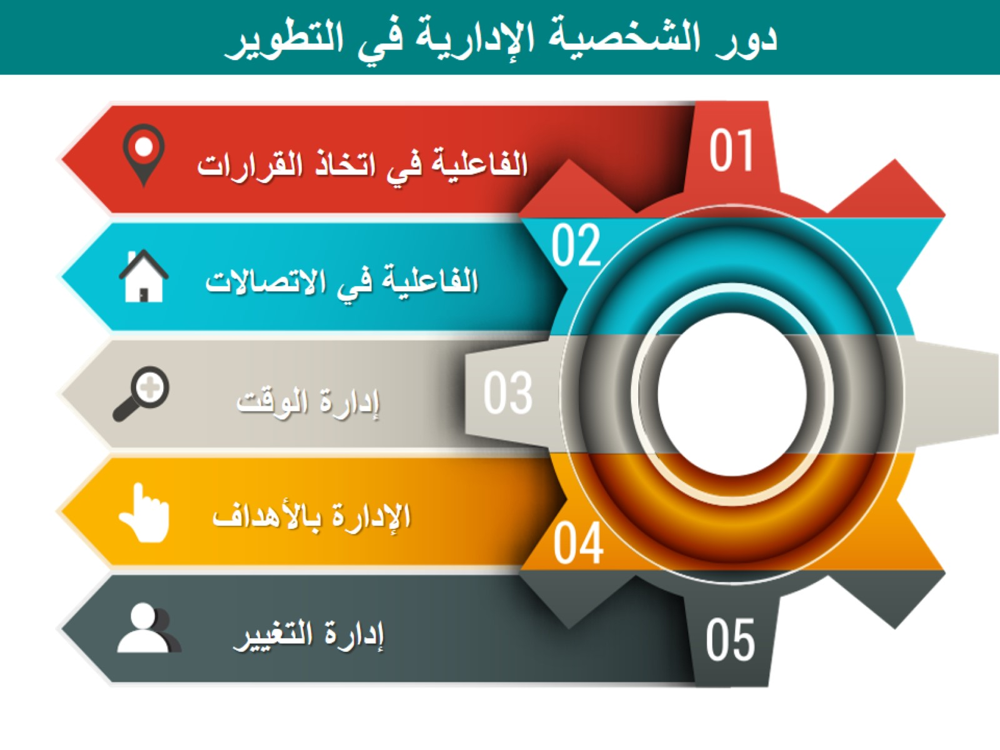 دور الشخصية الإدارية في التطوير
01
الفاعلية في اتخاذ القرارات
02
الفاعلية في الاتصالات
03
إدارة الوقت
04
الإدارة بالأهداف
05
إدارة التغيير